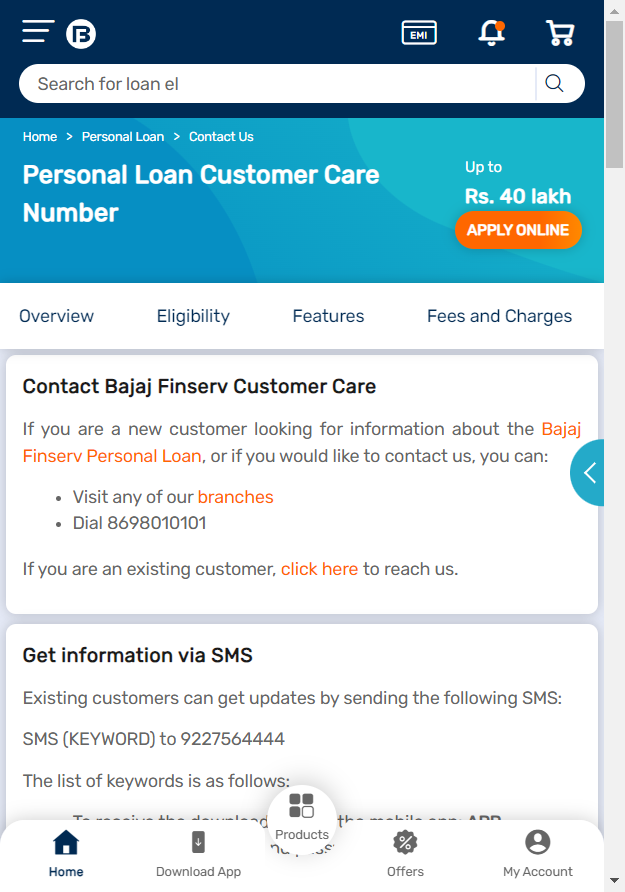 EMI
Search for loan el
Home > Personal Loan > Contact Us
Personal Loan Customer Care
Number
Up to
Rs. 40 lakh
APPLY ONLINE
Overview Eligibility Features Fees and Charges
Contact Bajaj Finserv Customer Care
If you are a new customer looking for information about the Bajaj
Finserv Personal Loan, or if you would like to contact us, you can:
• Visit any of our branches
• Dial 8698010101
If you are an existing customer, click here to reach us.
Get information via SMS
Existing customers can get updates by sending the following SMS:
SMS (KEYWORD) to 9227564444
The list of keywords is as follows:
To receive the download the mobile app: APP
Products
Home Download App Offers My Account